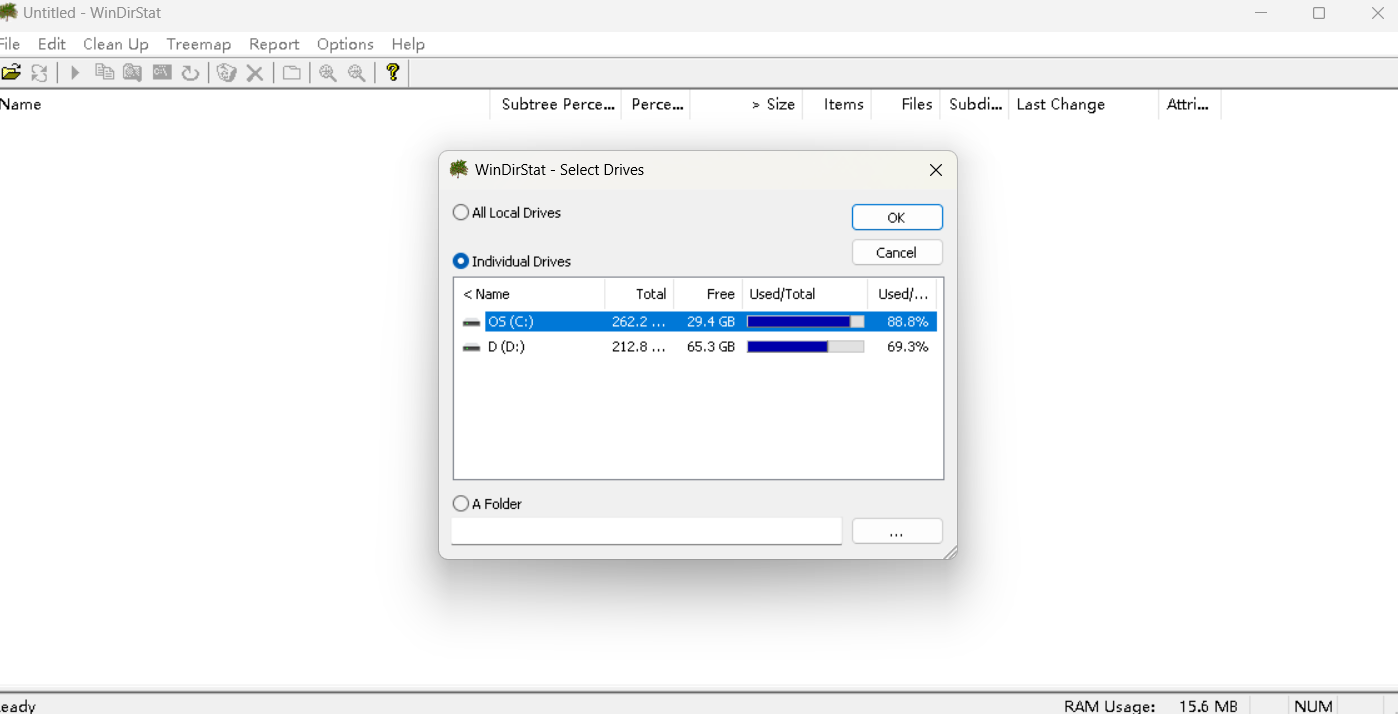 Untitled - WinDirStat
File Edit Clean Up Treemap Report Options Help
Name Subtree Perce... Perce... > Size Items Files Subdi... Last Change Attri...
WinDirStat - Select Drives
All Local Drives
OK
Cancel
Individual Drives
< Name Total Free Used/Total Used/...
OS (C:) 262.2 ... 29.4 GB 88.8%
D (D:) 212.8 ... 65.3 GB 69.3%
A Folder
...
eady RAM Usage: 15.6 MB NUM